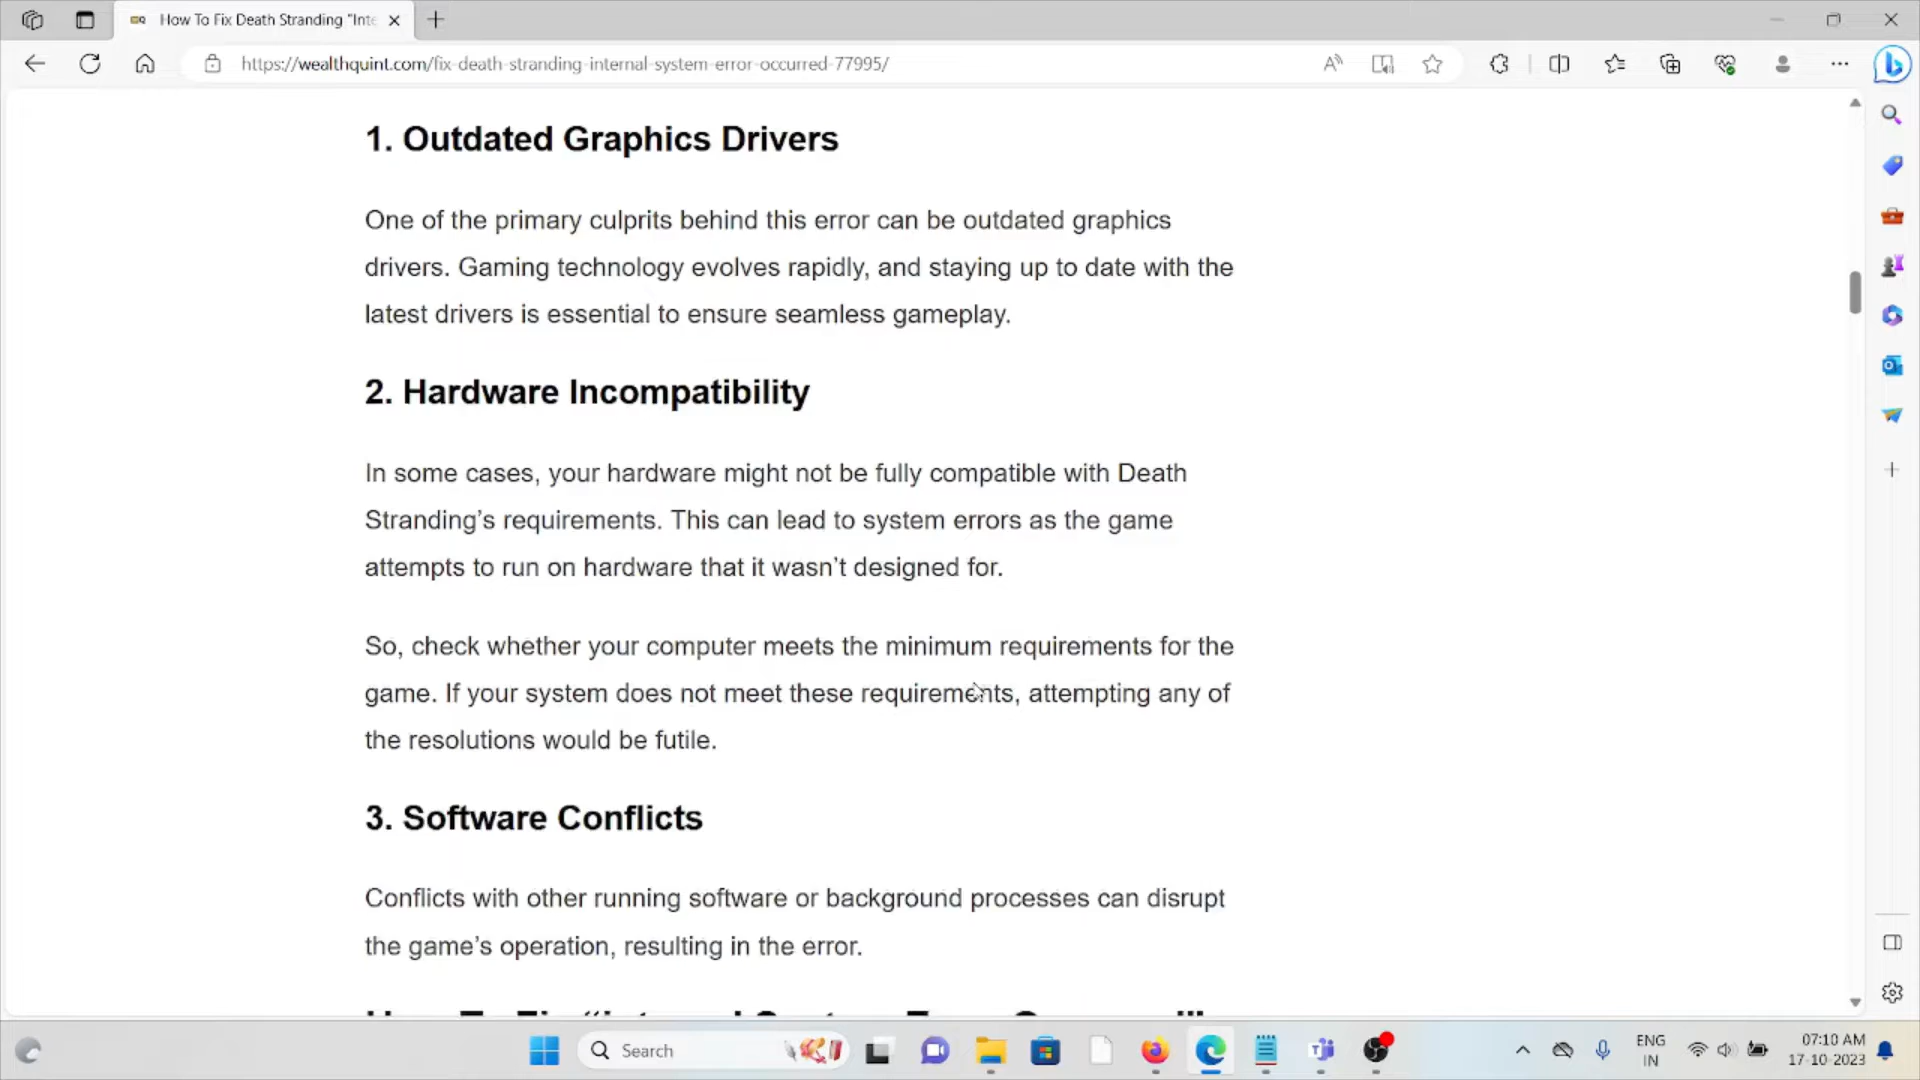 How To Fix Death Stranding "Inte
https://wealthquint.com/fix-death-stranding-internal-system-error-occurred-77995/
1. Outdated Graphics Drivers
One of the primary culprits behind this error can be outdated graphics
drivers. Gaming technology evolves rapidly, and staying up to date with the
latest drivers is essential to ensure seamless gameplay.
2. Hardware Incompatibility
In some cases, your hardware might not be fully compatible with Death
Stranding’s requirements. This can lead to system errors as the game
attempts to run on hardware that it wasn’t designed for.
So, check whether your computer meets the minimum requirements for the
game. If your system does not meet these requirements, attempting any of
the resolutions would be futile.
3. Software Conflicts
Conflicts with other running software or background processes can disrupt
the game’s operation, resulting in the error.
Search
ENG
IN
07:10 AM
17-10-2023